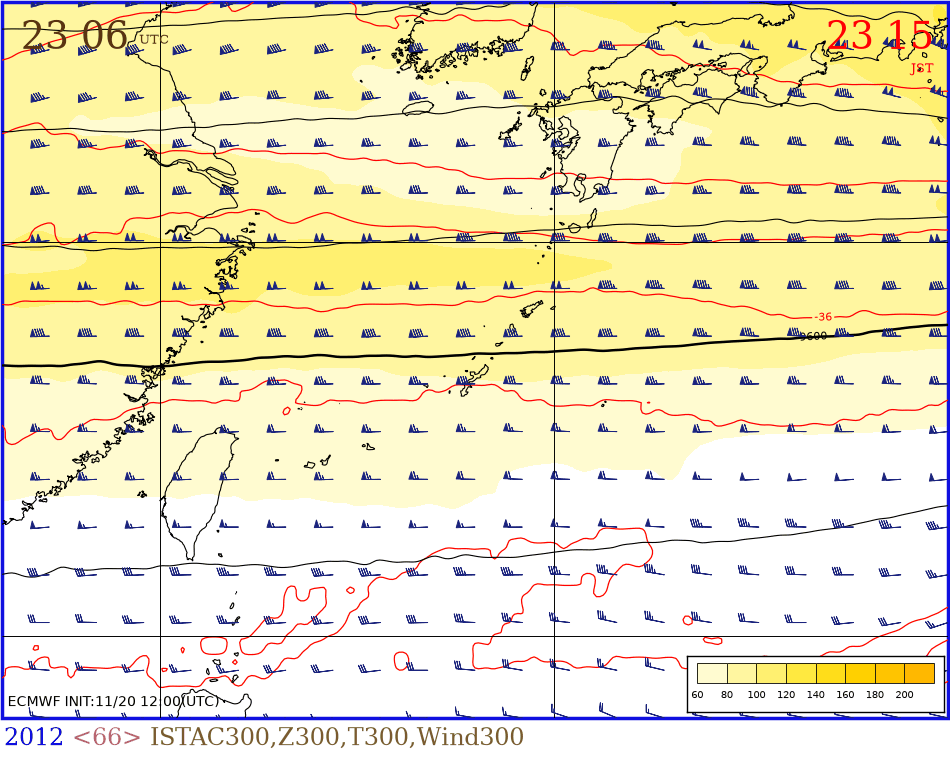 23 06 UTC 23 15
JST
-36
9600
60 80 100 120 140 160 180 200
ECMWF INIT:11/20 12:00(UTC)
2012 <66> ISTAC300,Z300,T300,Wind300